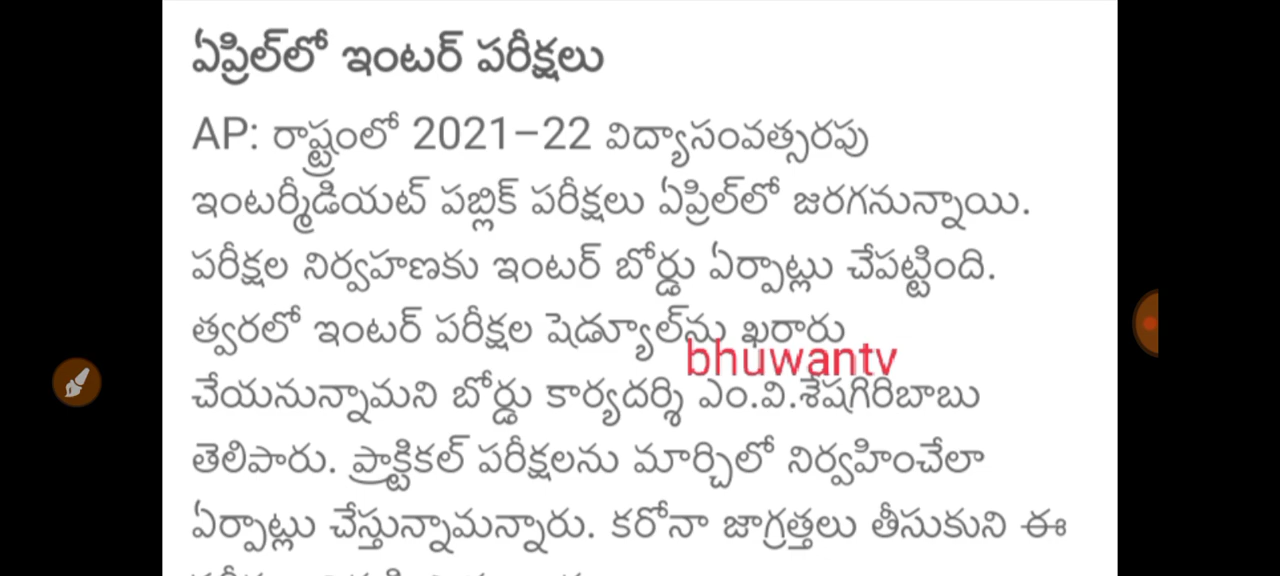 ఏప్రిల్‌లో ఇంటర్ పరీక్షలు
AP: రాష్ట్రంలో 2021–22 విద్యాసంవత్సరపు
ఇంటర్మీడియట్ పబ్లిక్ పరీక్షలు ఏప్రిల్‌లో జరగనున్నాయి.
పరీక్షల నిర్వహణకు ఇంటర్ బోర్డు ఏర్పాట్లు చేపట్టింది.
త్వరలో ఇంటర్ పరీక్షల షెడ్యూల్‌ను ఖరారు
bhuwantv
చేయనున్నామని బోర్డు కార్యదర్శి ఎం.వి.శేషగిరిబాబు
తెలిపారు. ప్రాక్టికల్ పరీక్షలను మార్చిలో నిర్వహించేలా
ఏర్పాట్లు చేస్తున్నామన్నారు. కరోనా జాగ్రత్తలు తీసుకుని ఈ